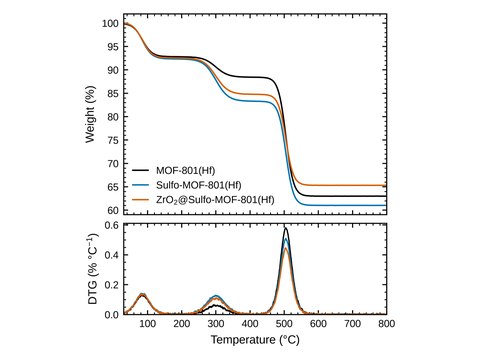 100
95
90
85
80
75
70
65
60
Weight (%)
MOF-801(Hf)
Sulfo-MOF-801(Hf)
ZrO₂@Sulfo-MOF-801(Hf)
0.6
0.4
0.2
0.0
DTG (% °C⁻¹)
100 200 300 400 500 600 700 800
Temperature (°C)